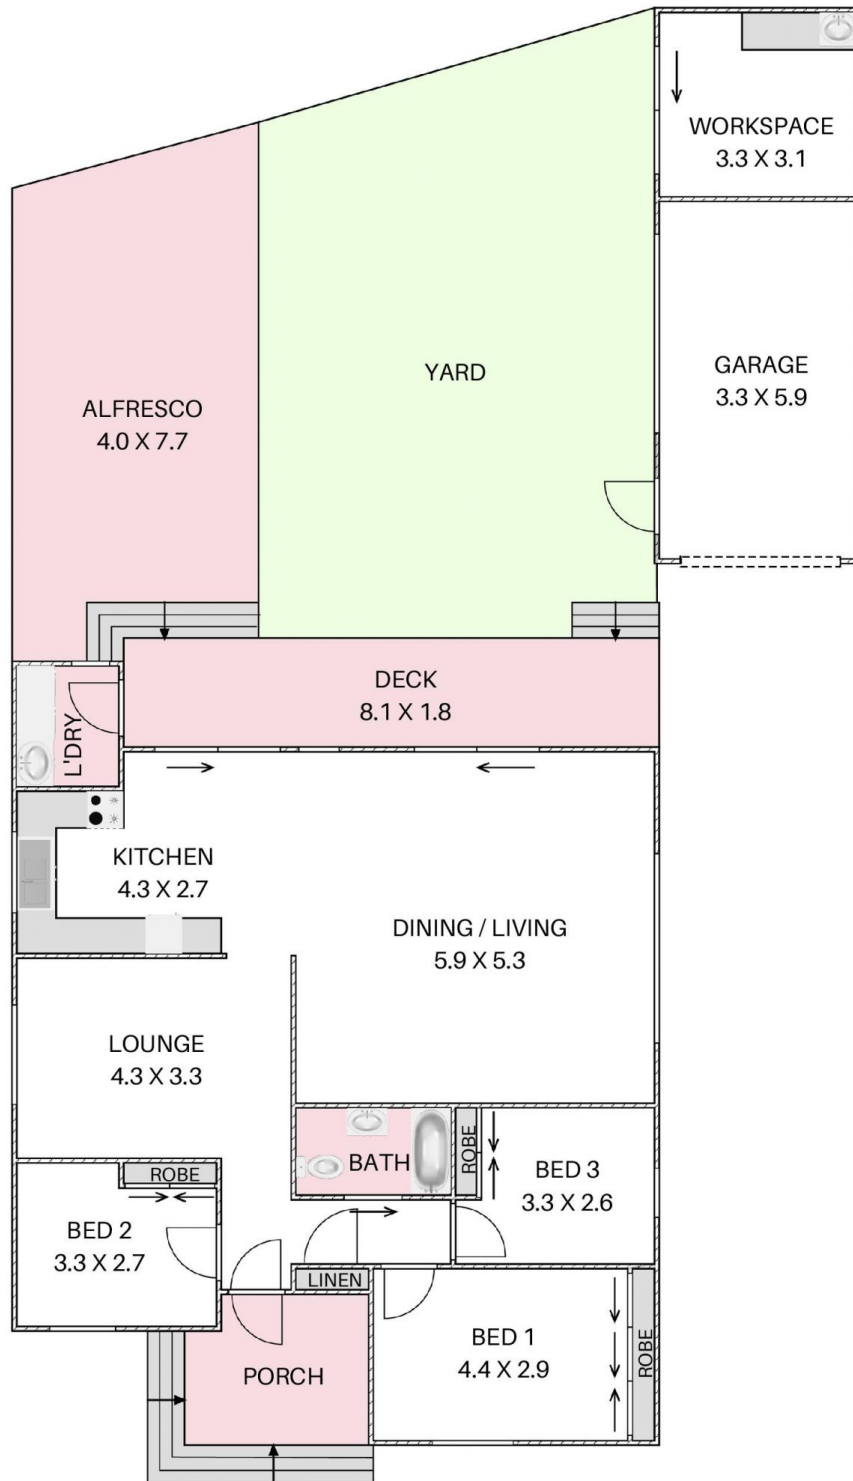 WORKSPACE
3.3 X 3.1
GARAGE
3.3 X 5.9
YARD
ALFRESCO
4.0 X 7.7
DECK
8.1 X 1.8
L'DRY
KITCHEN
4.3 X 2.7
DINING / LIVING
5.9 X 5.3
LOUNGE
4.3 X 3.3
BATH
ROBE
BED 3
3.3 X 2.6
ROBE
BED 2
3.3 X 2.7
LINEN
BED 1
4.4 X 2.9
ROBE
PORCH